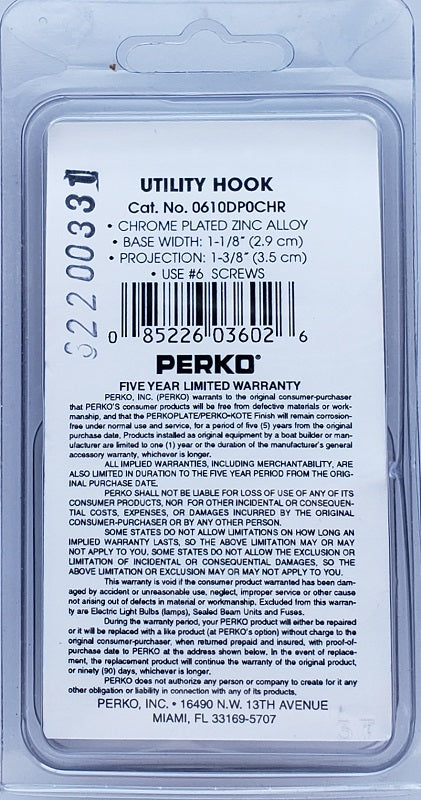 UTILITY HOOK
Cat. No. 0610DP0CHR
• CHROME PLATED ZINC ALLOY
• BASE WIDTH: 1-1/8″ (2.9 cm)
• PROJECTION: 1-3/8″ (3.5 cm)
• USE #6 SCREWS
62200331
0 85226 03602 6
PERKO®
FIVE YEAR LIMITED WARRANTY
PERKO, INC. (PERKO) warrants to the original consumer-purchaser
that PERKO'S consumer products will be free from defective materials or work-
manship, and that the PERKOPLATE/PERKO-KOTE Finish will remain corrosion-
free under normal use and service, for a period of five (5) years from the original
purchase date. Products installed as original equipment by a boat builder or man-
ufacturer are limited to one (1) year or the duration of the manufacturer's general
accessory warranty, whichever is longer.
ALL IMPLIED WARRANTIES, INCLUDING MERCHANTABILITY, ARE
ALSO LIMITED IN DURATION TO THE FIVE YEAR PERIOD FROM THE ORIG-
INAL PURCHASE DATE.
PERKO SHALL NOT BE LIABLE FOR LOSS OF USE OF ANY OF ITS
CONSUMER PRODUCTS, NOR FOR OTHER INCIDENTAL OR CONSEQUEN-
TIAL COSTS, EXPENSES, OR DAMAGES INCURRED BY THE ORIGINAL
CONSUMER-PURCHASER OR BY ANY OTHER PERSON.
SOME STATES DO NOT ALLOW LIMITATIONS ON HOW LONG AN
IMPLIED WARRANTY LASTS, SO THE ABOVE LIMITATION MAY OR MAY
NOT APPLY TO YOU. SOME STATES DO NOT ALLOW THE EXCLUSION OR
LIMITATION OF INCIDENTAL OR CONSEQUENTIAL DAMAGES, SO THE
ABOVE LIMITATION OR EXCLUSION MAY OR MAY NOT APPLY TO YOU.
This warranty is void if the consumer product warranted has been dam-
aged by accident or unreasonable use, neglect, improper service or other cause
not arising out of defects in material or workmanship. Excluded from this warran-
ty are Electric Light Bulbs (lamps), Sealed Beam Units and Fuses.
During the warranty period, your PERKO product will either be repaired
or it will be replaced with a like product (at PERKO's option) without charge to the
original consumer-purchaser, when returned prepaid and insured, with proof-of-
purchase date to PERKO at the address shown below. In the event of replace-
ment, the replacement product will continue the warranty of the original product,
or ninety (90) days, whichever is longer.
PERKO does not authorize any person or company to create for it any
other obligation or liability in connection with any of its products.
PERKO, INC. • 16490 N.W. 13TH AVENUE
MIAMI, FL 33169-5707